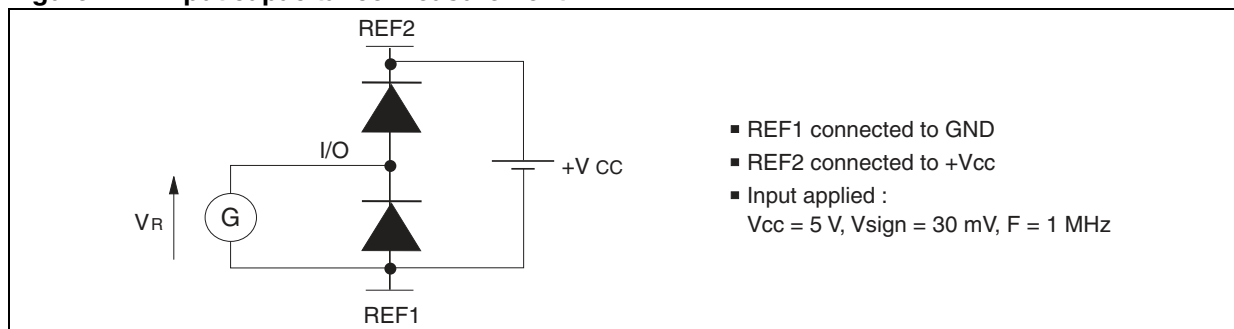 REF2
I/O
+V CC
VR
G
REF1
■ REF1 connected to GND
■ REF2 connected to +Vcc
■ Input applied :
Vcc = 5 V, Vsign = 30 mV, F = 1 MHz